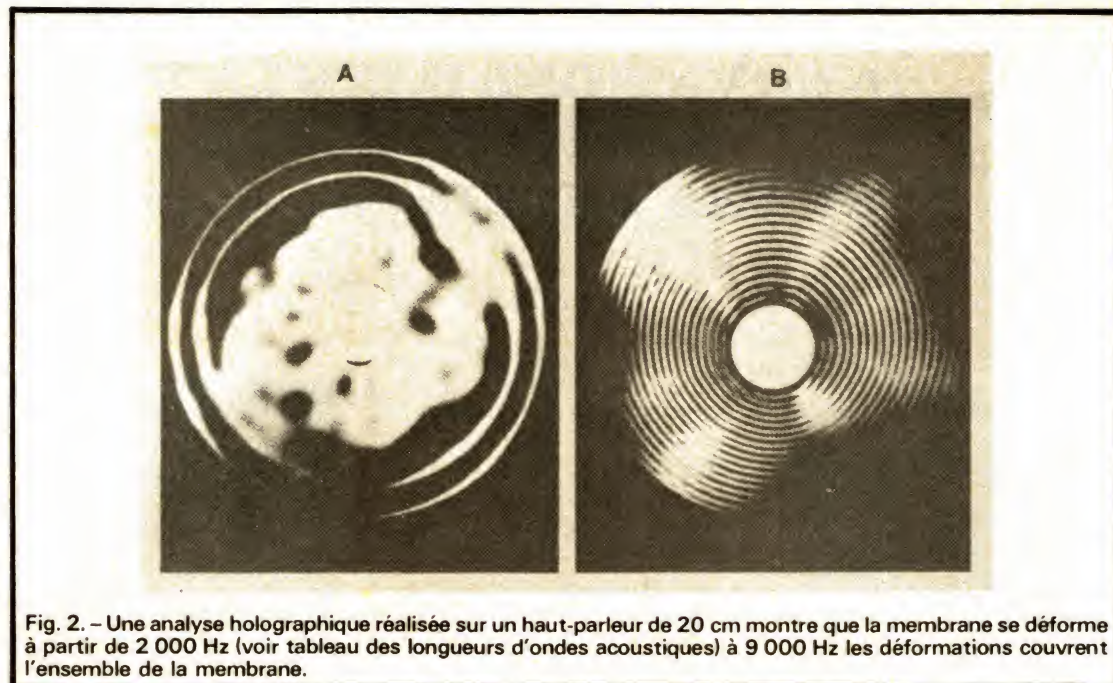 A B
Fig. 2. – Une analyse holographique réalisée sur un haut-parleur de 20 cm montre que la membrane se déforme
à partir de 2 000 Hz (voir tableau des longueurs d'ondes acoustiques) à 9 000 Hz les déformations couvrent
l'ensemble de la membrane.